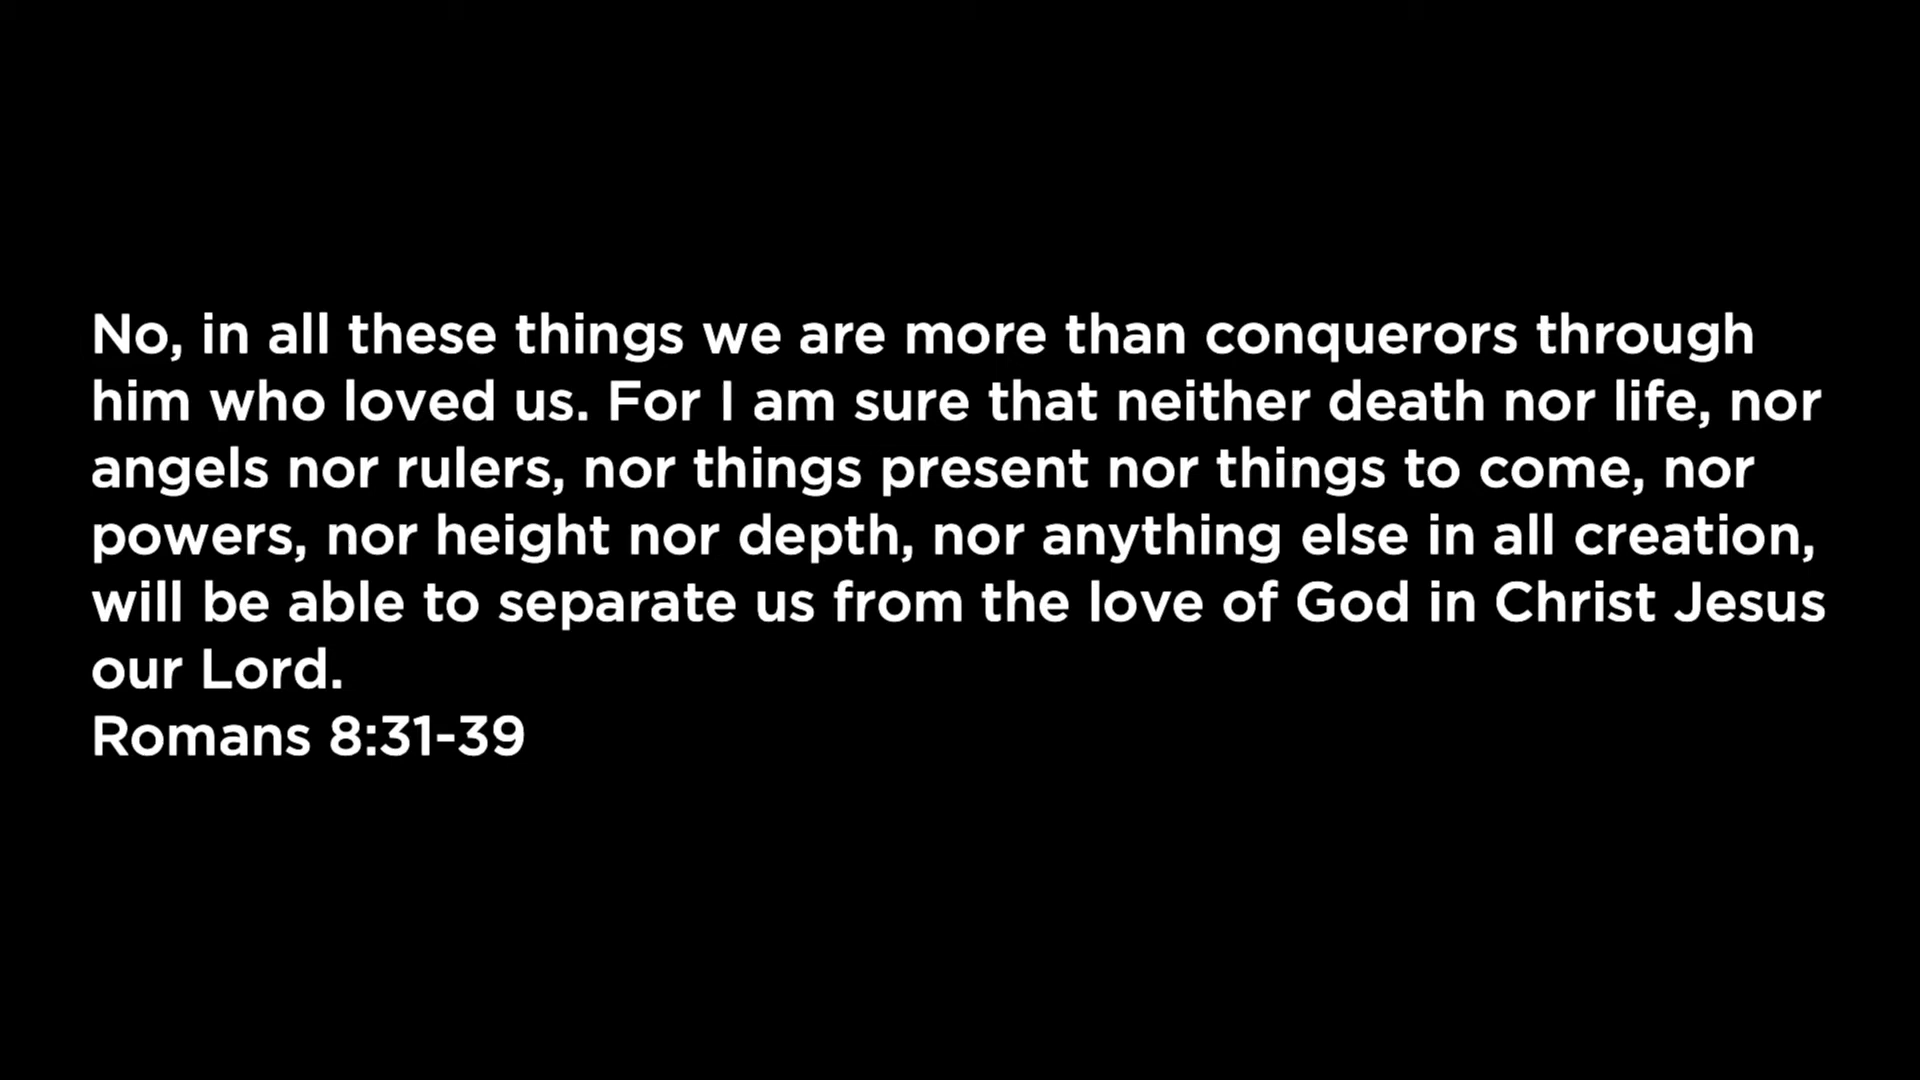 No, in all these things we are more than conquerors through
him who loved us. For I am sure that neither death nor life, nor
angels nor rulers, nor things present nor things to come, nor
powers, nor height nor depth, nor anything else in all creation,
will be able to separate us from the love of God in Christ Jesus
our Lord.
Romans 8:31-39